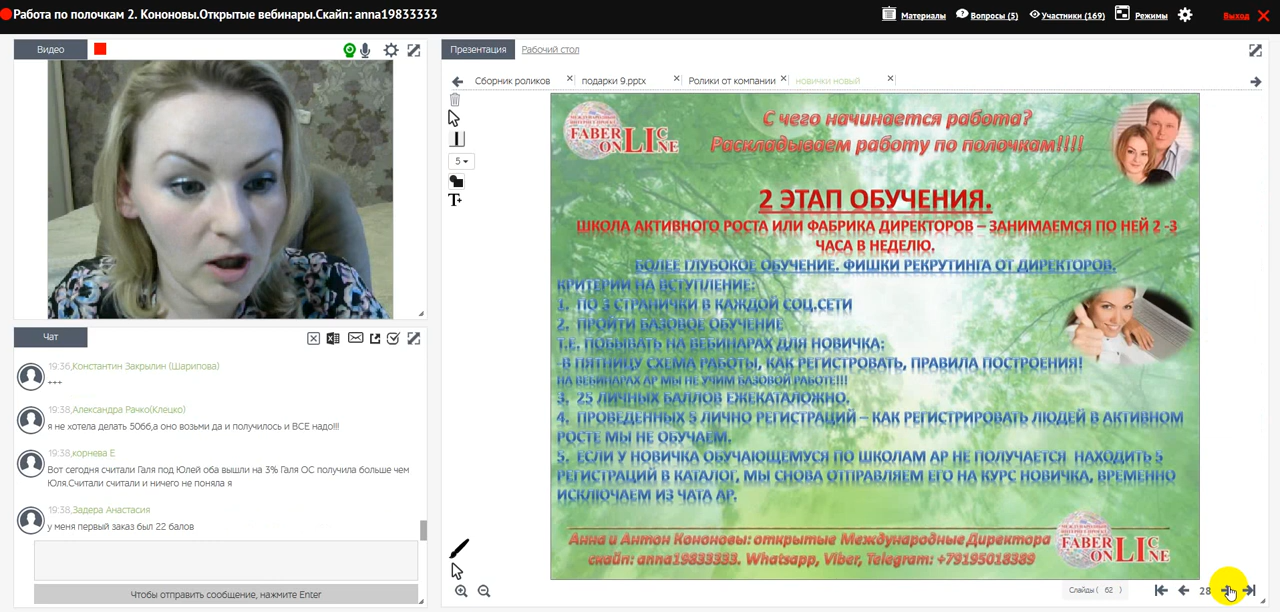 Работа по полочкам 2. Кононовы.Открытые вебинары.Скайп: anna19833333
Материалы
Вопросы (5)
Участники (169)
Режимы
Выход
Видео
Презентация
Рабочий стол
Сборник роликов
подарки 9.pptx
Ролики от компании
новички новый
5
T+
МЕЖДУНАРОДНЫЙ
ИНТЕРНЕТ-ПРОЕКТ
FABERLIC
ONLINE
С чего начинается работа?
Раскладываем работу по полочкам!!!!
2 ЭТАП ОБУЧЕНИЯ.
ШКОЛА АКТИВНОГО РОСТА ИЛИ ФАБРИКА ДИРЕКТОРОВ – ЗАНИМАЕМСЯ ПО НЕЙ 2 -3
ЧАСА В НЕДЕЛЮ.
БОЛЕЕ ГЛУБОКОЕ ОБУЧЕНИЕ. ФИШКИ РЕКРУТИНГА ОТ ДИРЕКТОРОВ.
КРИТЕРИИ НА ВСТУПЛЕНИЕ:
1. ПО 3 СТРАНИЧКИ В КАЖДОЙ СОЦ.СЕТИ
2. ПРОЙТИ БАЗОВОЕ ОБУЧЕНИЕ
Т.Е. ПОБЫВАТЬ НА ВЕБИНАРАХ ДЛЯ НОВИЧКА:
-В ПЯТНИЦУ СХЕМА РАБОТЫ, КАК РЕГИСТРОВАТЬ, ПРАВИЛА ПОСТРОЕНИЯ!
НА ВЕБИНАРАХ АР МЫ НЕ УЧИМ БАЗОВОЙ РАБОТЕ!!!
3. 25 ЛИЧНЫХ БАЛЛОВ ЕЖЕКАТАЛОЖНО.
4. ПРОВЕДЕННЫХ 5 ЛИЧНО РЕГИСТРАЦИЙ – КАК РЕГИСТРИРОВАТЬ ЛЮДЕЙ В АКТИВНОМ
РОСТЕ МЫ НЕ ОБУЧАЕМ.
5. ЕСЛИ У НОВИЧКА ОБУЧАЮЩЕМУСЯ ПО ШКОЛАМ АР НЕ ПОЛУЧАЕТСЯ НАХОДИТЬ 5
РЕГИСТРАЦИЙ В КАТАЛОГ, МЫ СНОВА ОТПРАВЛЯЕМ ЕГО НА КУРС НОВИЧКА, ВРЕМЕННО
ИСКЛЮЧАЕМ ИЗ ЧАТА АР.
Анна и Антон Кононовы: открытые Международные Директора
скайп: anna19833333. Whatsapp, Viber, Telegram: +79195018389
FABERLIC
ONLINE
Слайды ( 62 )
28
Чат
19:36,Константин Закрылин (Шарипова)
+++
19:38,Александра Рачко(Клецко)
я не хотела делать 50бб,а оно возьми да и получилось и ВСЕ надо!!!
19:38,корнева Е
Вот сегодня считали Галя под Юлей оба вышли на 3% Галя ОС получила больше чем
Юля.Считали считали и ничего не поняла я
19:38,Задера Анастасия
у меня первый заказ был 22 балов
Чтобы отправить сообщение, нажмите Enter